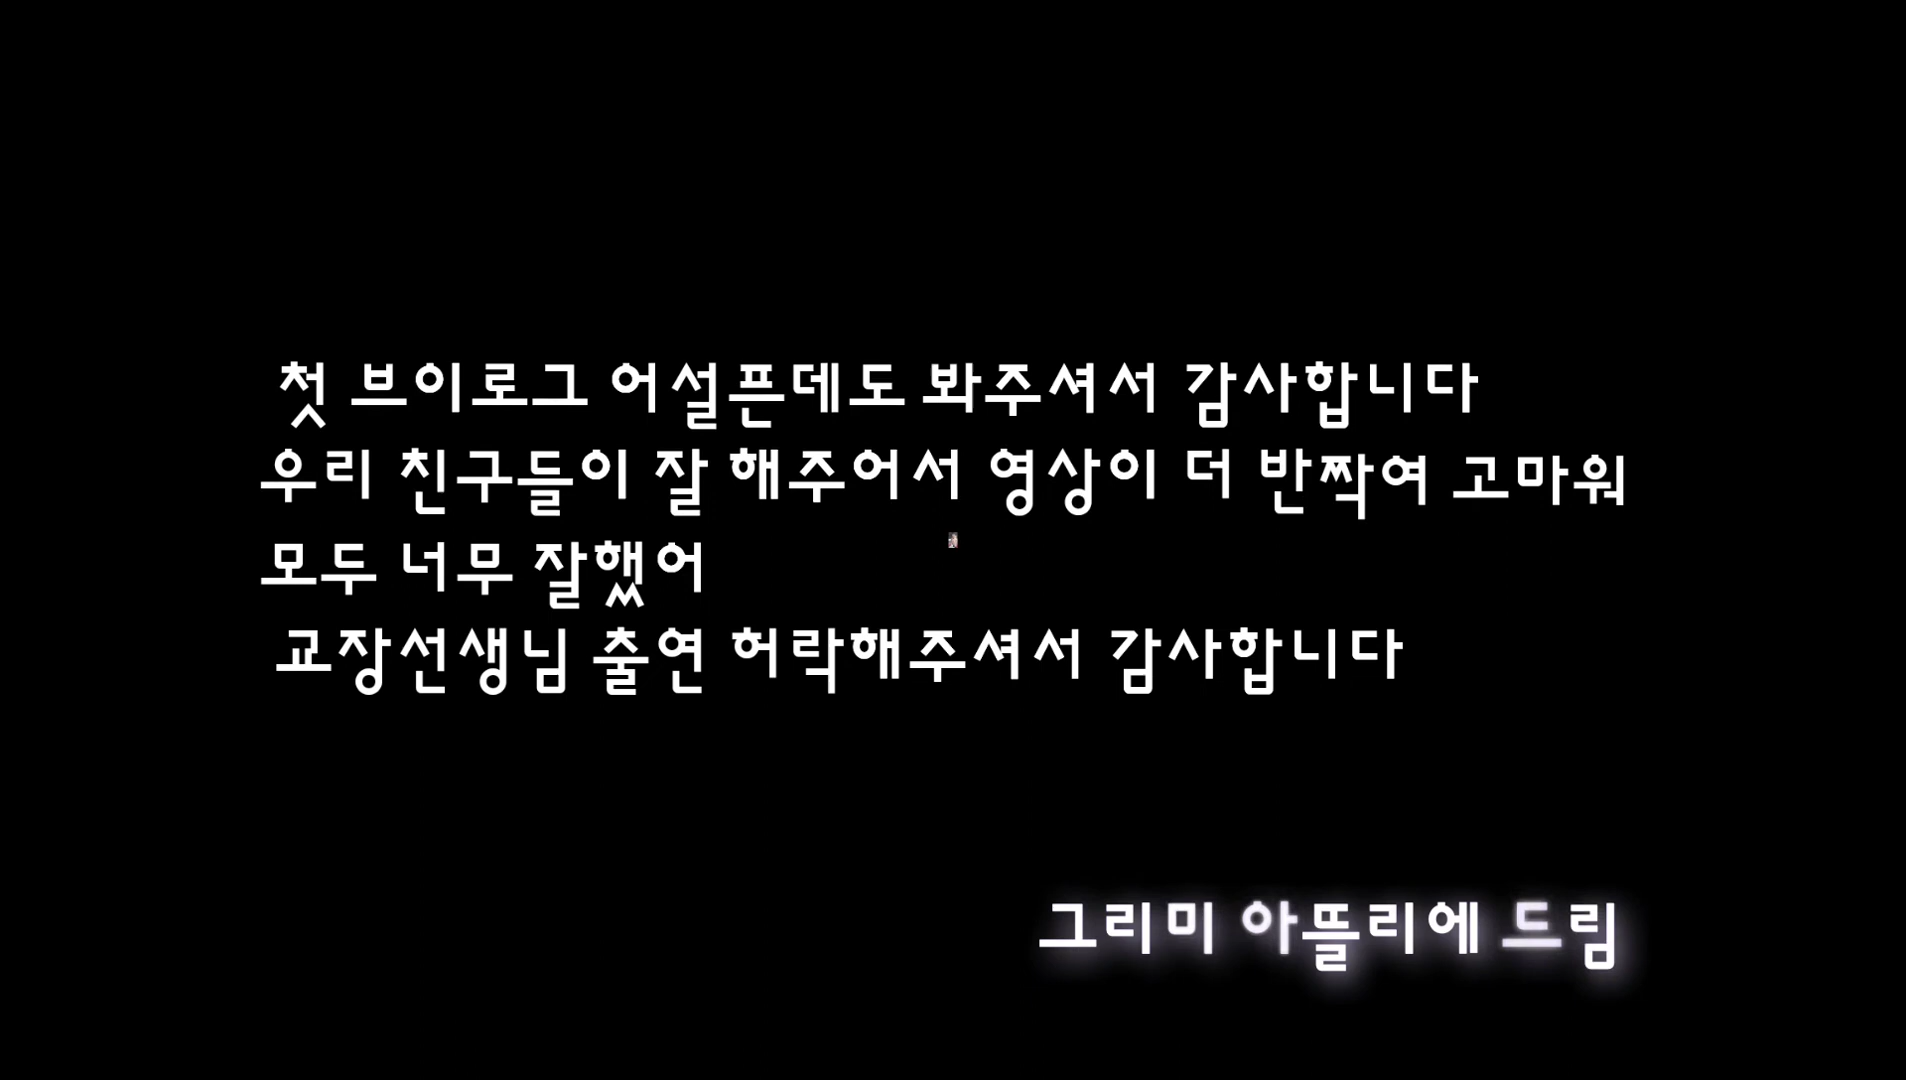 첫 브이로그 어설픈데도 봐주셔서 감사합니다
우리 친구들이 잘 해주어서 영상이 더 반짝여 고마워
모두 너무 잘했어
교장선생님 출연 허락해주셔서 감사합니다
그리미 아뜰리에 드림